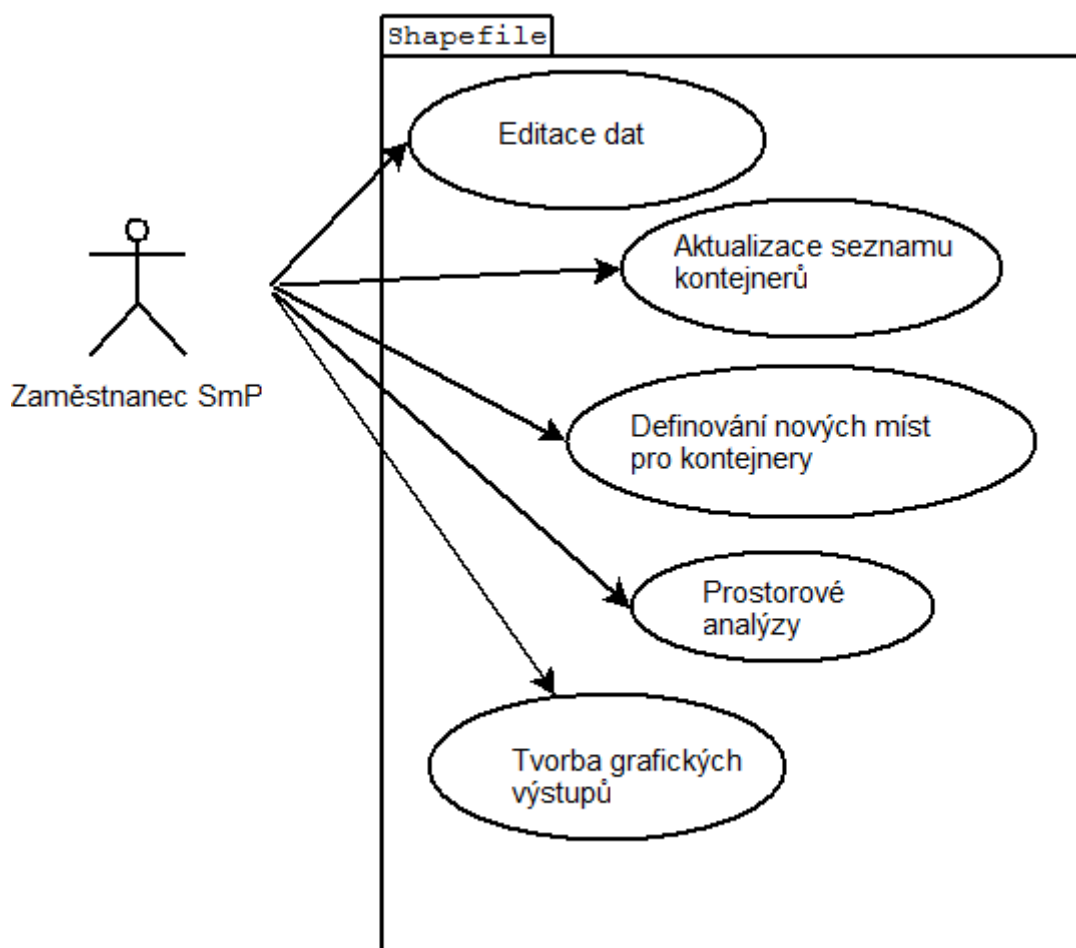 Shapefile
Editace dat
Aktualizace seznamu
kontejnerů
Zaměstnanec SmP
Definování nových míst
pro kontejnery
Prostorové
analýzy
Tvorba grafických
výstupů